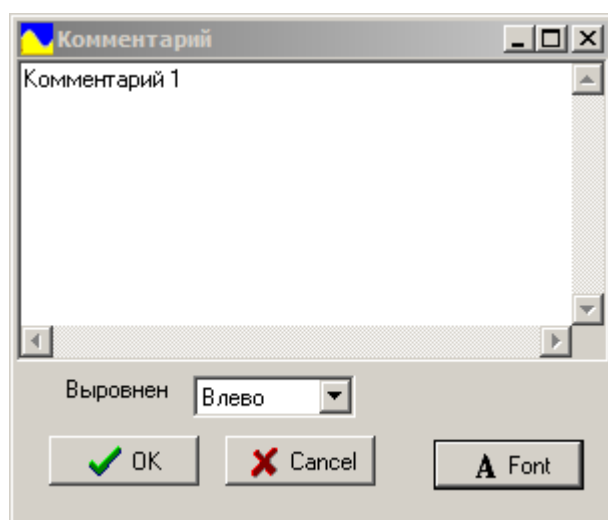 Комментарий
Комментарий 1
Выровнен Влево
OK Cancel A Font